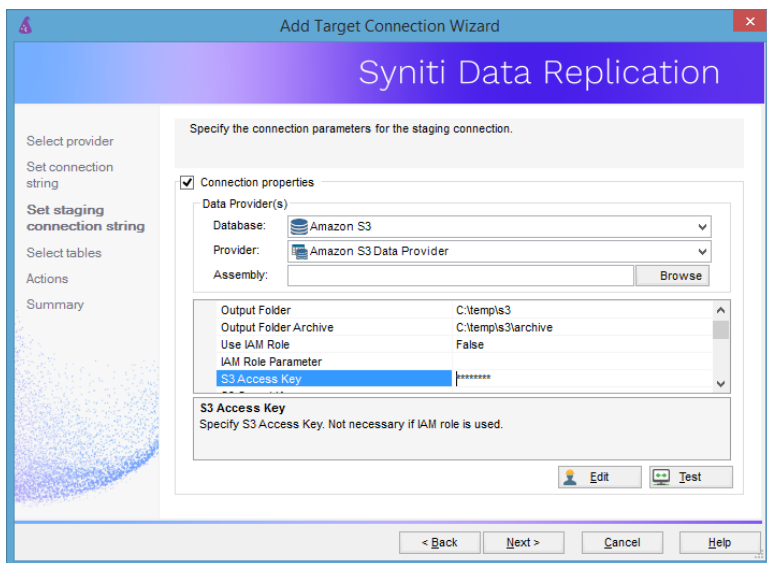 Add Target Connection Wizard
Syniti Data Replication
Select provider
Set connection
string
Set staging
connection string
Select tables
Actions
Summary
Specify the connection parameters for the staging connection.
Connection properties
Data Provider(s)
Database: Amazon S3
Provider: Amazon S3 Data Provider
Assembly: Browse
Output Folder C:\temp\s3
Output Folder Archive C:\temp\s3\archive
Use IAM Role False
IAM Role Parameter
S3 Access Key ********
S3 Access Key
Specify S3 Access Key. Not necessary if IAM role is used.
Edit Test
< Back Next > Cancel Help